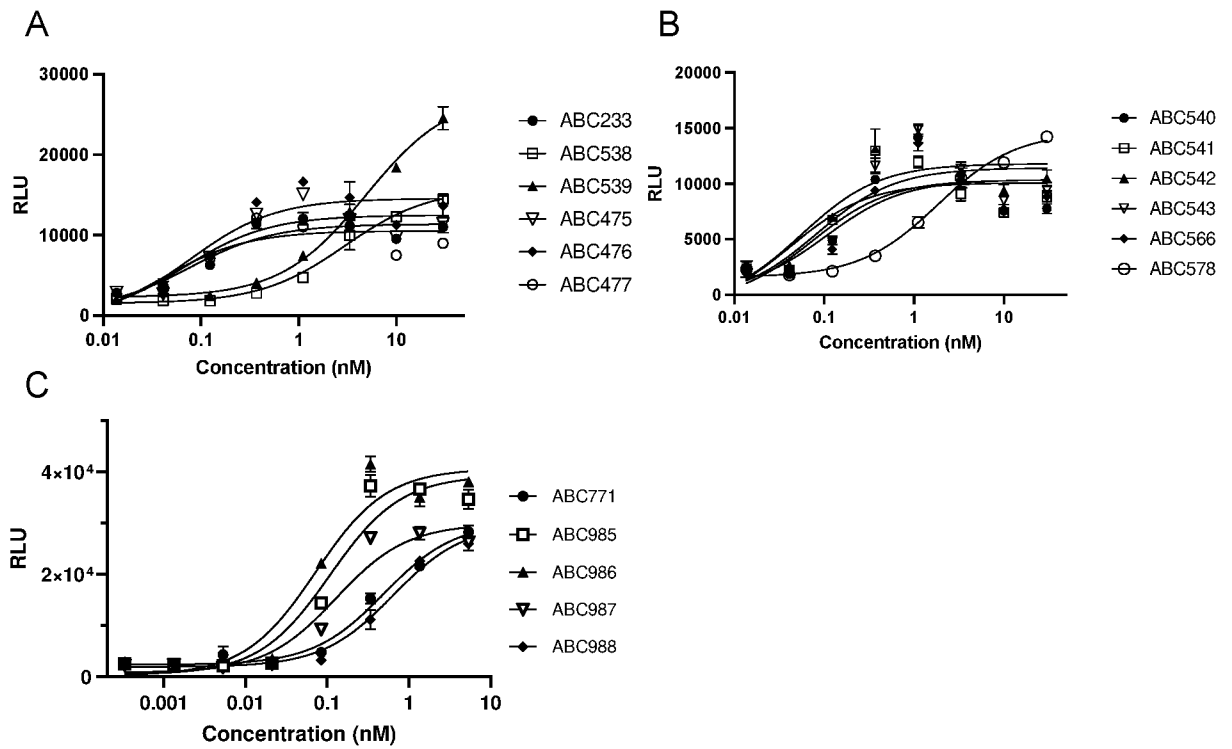 A
RLU
30000
20000
10000
0
0.01
0.1
1
10
Concentration (nM)
ABC233
ABC538
ABC539
ABC475
ABC476
ABC477
B
RLU
20000
15000
10000
5000
0
0.01
0.1
1
10
Concentration (nM)
ABC540
ABC541
ABC542
ABC543
ABC566
ABC578
C
RLU
4×10⁴
2×10⁴
0
0.001
0.01
0.1
1
10
Concentration (nM)
ABC771
ABC985
ABC986
ABC987
ABC988